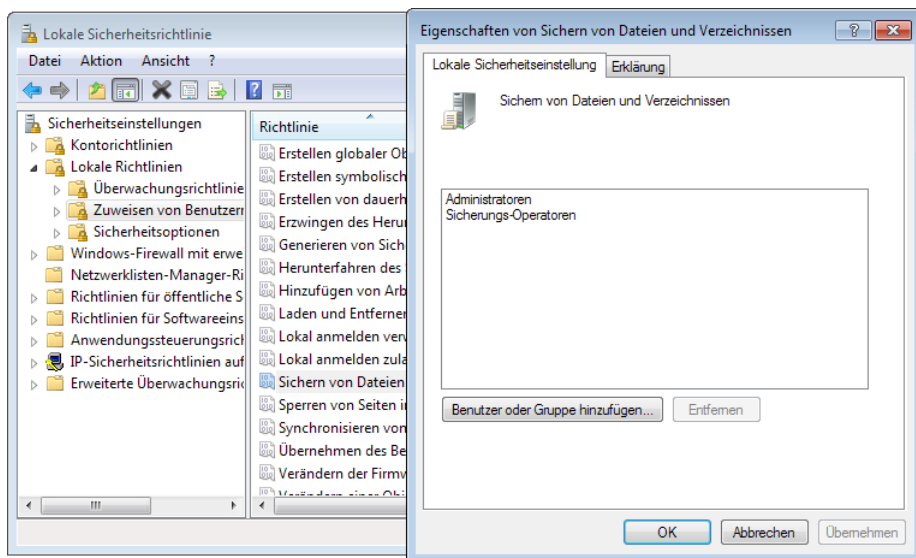 Lokale Sicherheitsrichtlinie
Datei Aktion Ansicht ?
Sicherheitseinstellungen
Kontorichtlinien
Lokale Richtlinien
Überwachungsrichtlinie
Zuweisen von Benutzerr
Sicherheitsoptionen
Windows-Firewall mit erwe
Netzwerklisten-Manager-Ri
Richtlinien für öffentliche S
Richtlinien für Softwareeins
Anwendungssteuerungsrich
IP-Sicherheitsrichtlinien auf
Erweiterte Überwachungsric
Richtlinie
Erstellen globaler Ob
Erstellen symbolisch
Erstellen von dauerh
Erzwingen des Herun
Generieren von Sich
Herunterfahren des
Hinzufügen von Arb
Laden und Entfernen
Lokal anmelden verw
Lokal anmelden zula
Sichern von Dateien
Sperren von Seiten i
Synchronisieren von
Übernehmen des Be
Verändern der Firmw
Eigenschaften von Sichern von Dateien und Verzeichnissen
Lokale Sicherheitseinstellung Erklärung
Sichern von Dateien und Verzeichnissen
Administratoren
Sicherungs-Operatoren
Benutzer oder Gruppe hinzufügen... Entfernen
OK Abbrechen Übernehmen